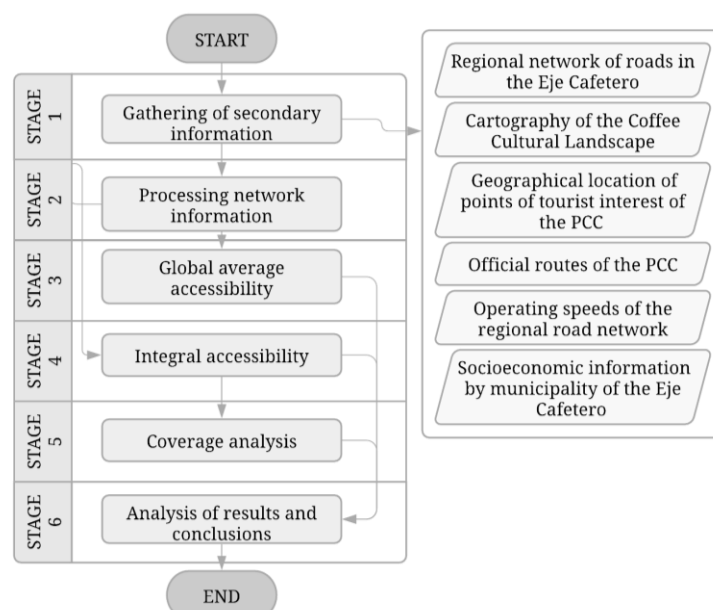 START
STAGE
1
Gathering of secondary
information
STAGE
2
Processing network
information
STAGE
3
Global average
accessibility
STAGE
4
Integral accessibility
STAGE
5
Coverage analysis
STAGE
6
Analysis of results and
conclusions
END
Regional network of roads in
the Eje Cafetero
Cartography of the Coffee
Cultural Landscape
Geographical location of
points of tourist interest of
the PCC
Official routes of the PCC
Operating speeds of the
regional road network
Socioeconomic information
by municipality of the Eje
Cafetero